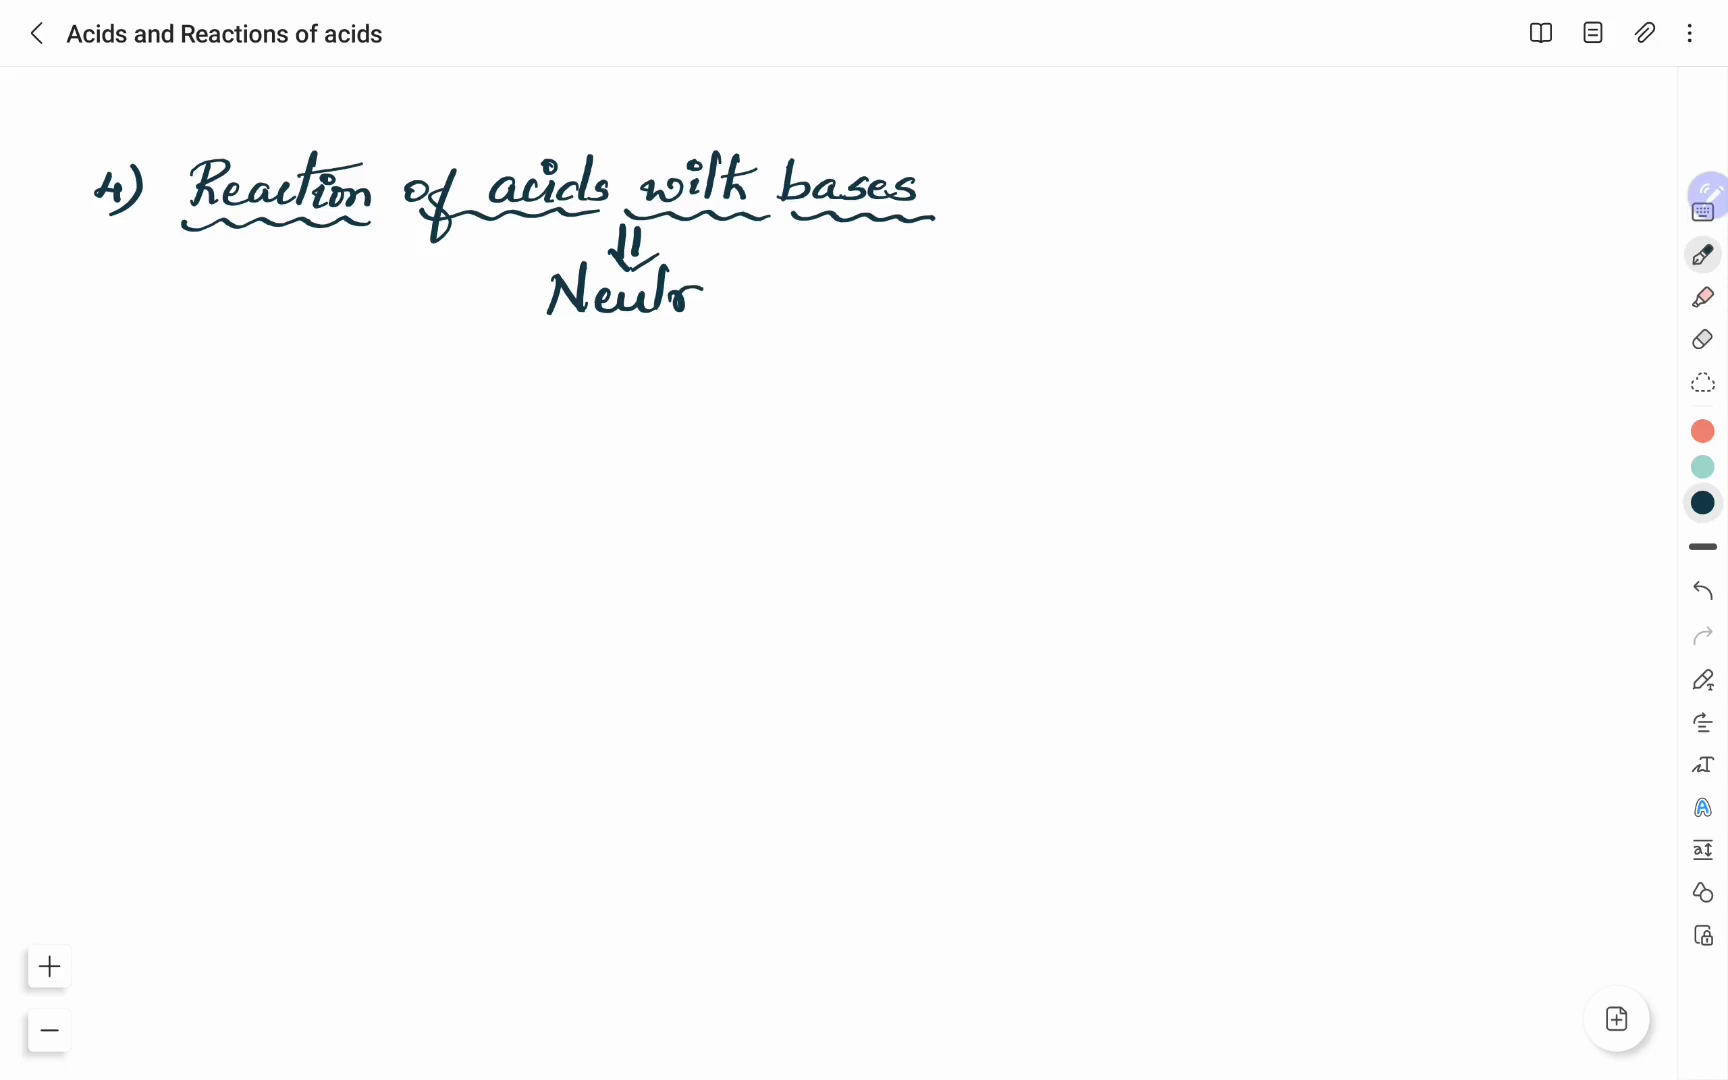 Acids and Reactions of acids
4) Reaction of acids with bases
Neutr